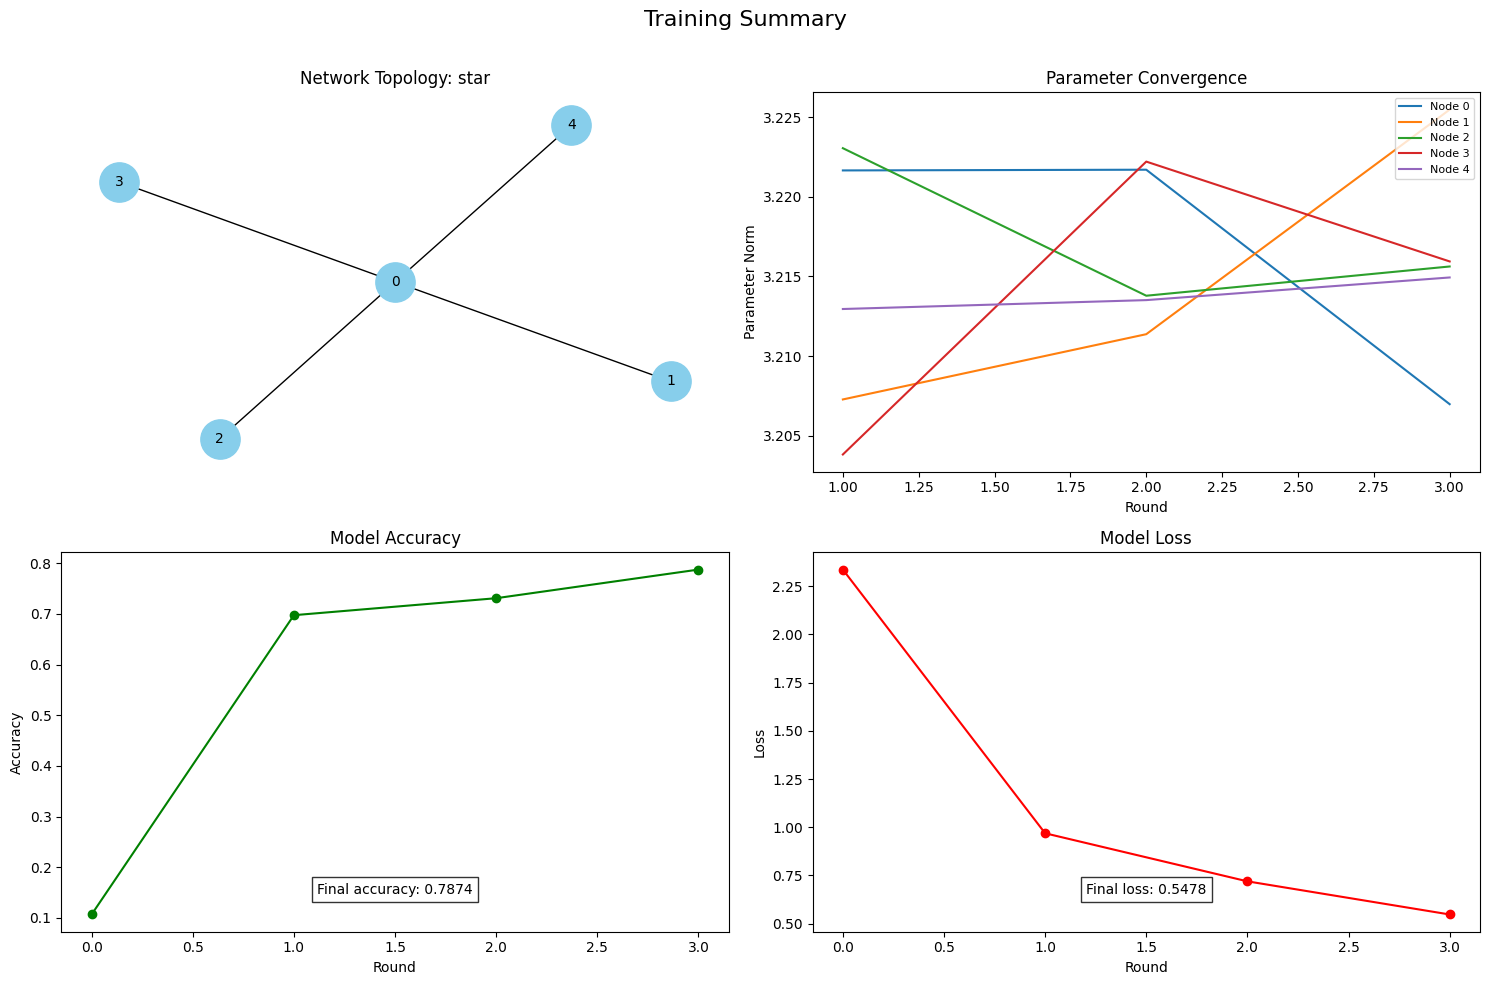 Training Summary
Network Topology: star
4
3
0
1
2
Parameter Convergence
Parameter Norm
3.225
3.220
3.215
3.210
3.205
Node 0
Node 1
Node 2
Node 3
Node 4
1.00 1.25 1.50 1.75 2.00 2.25 2.50 2.75 3.00
Round
Model Accuracy
Accuracy
0.8
0.7
0.6
0.5
0.4
0.3
0.2
0.1
Final accuracy: 0.7874
0.0 0.5 1.0 1.5 2.0 2.5 3.0
Round
Model Loss
Loss
2.25
2.00
1.75
1.50
1.25
1.00
0.75
0.50
Final loss: 0.5478
0.0 0.5 1.0 1.5 2.0 2.5 3.0
Round